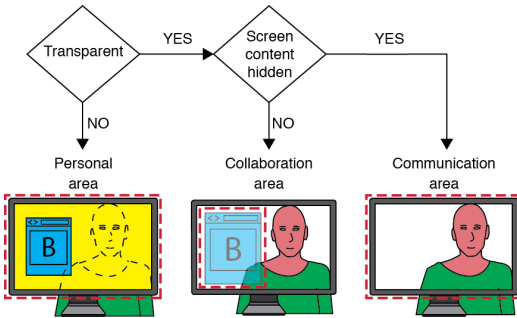 Transparent
YES
Screen
content
hidden
YES
NO
NO
Personal
area
Collaboration
area
Communication
area
<>
B
<>
B